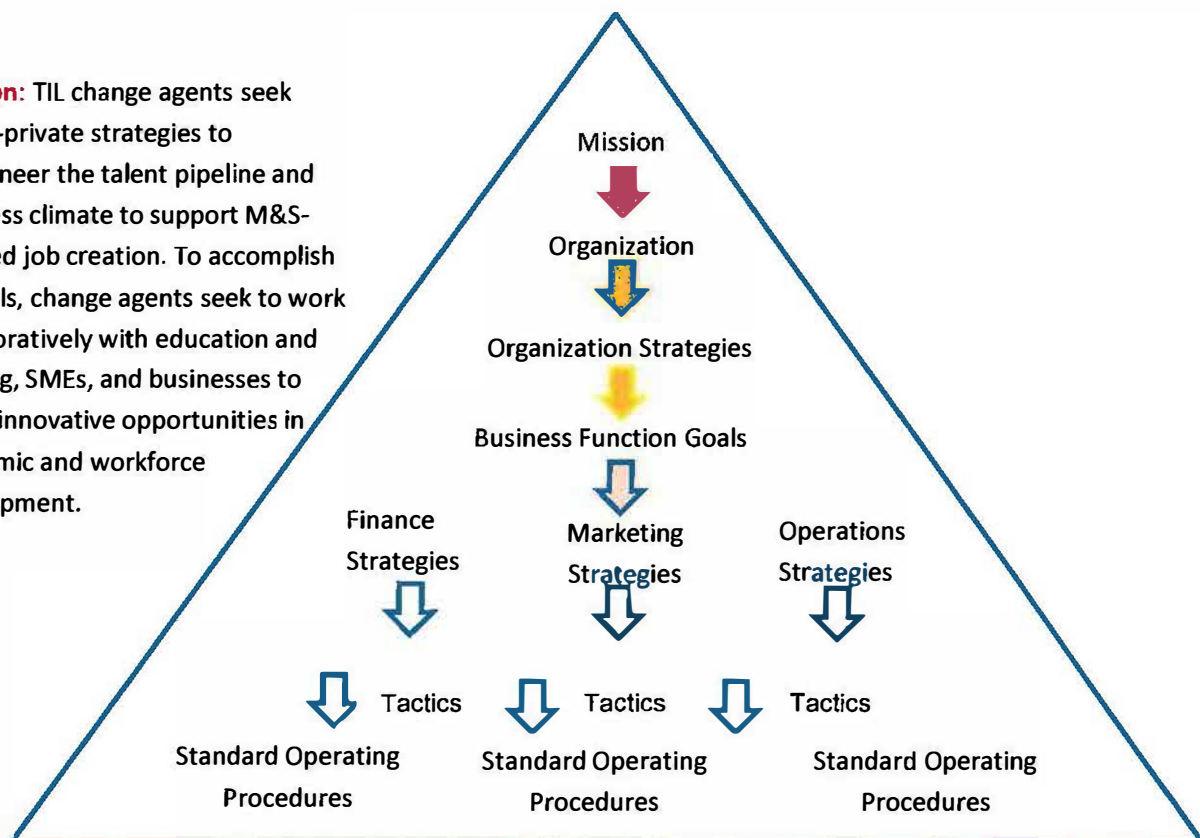 on: TIL change agents seek
-private strategies to
neer the talent pipeline and
ess climate to support M&S-
ed job creation. To accomplish
ls, change agents seek to work
oratively with education and
g, SMEs, and businesses to
innovative opportunities in
mic and workforce
pment.
Mission
Organization
Organization Strategies
Business Function Goals
Finance
Strategies
Marketing
Strategies
Operations
Strategies
Tactics
Tactics
Tactics
Standard Operating
Procedures
Standard Operating
Procedures
Standard Operating
Procedures